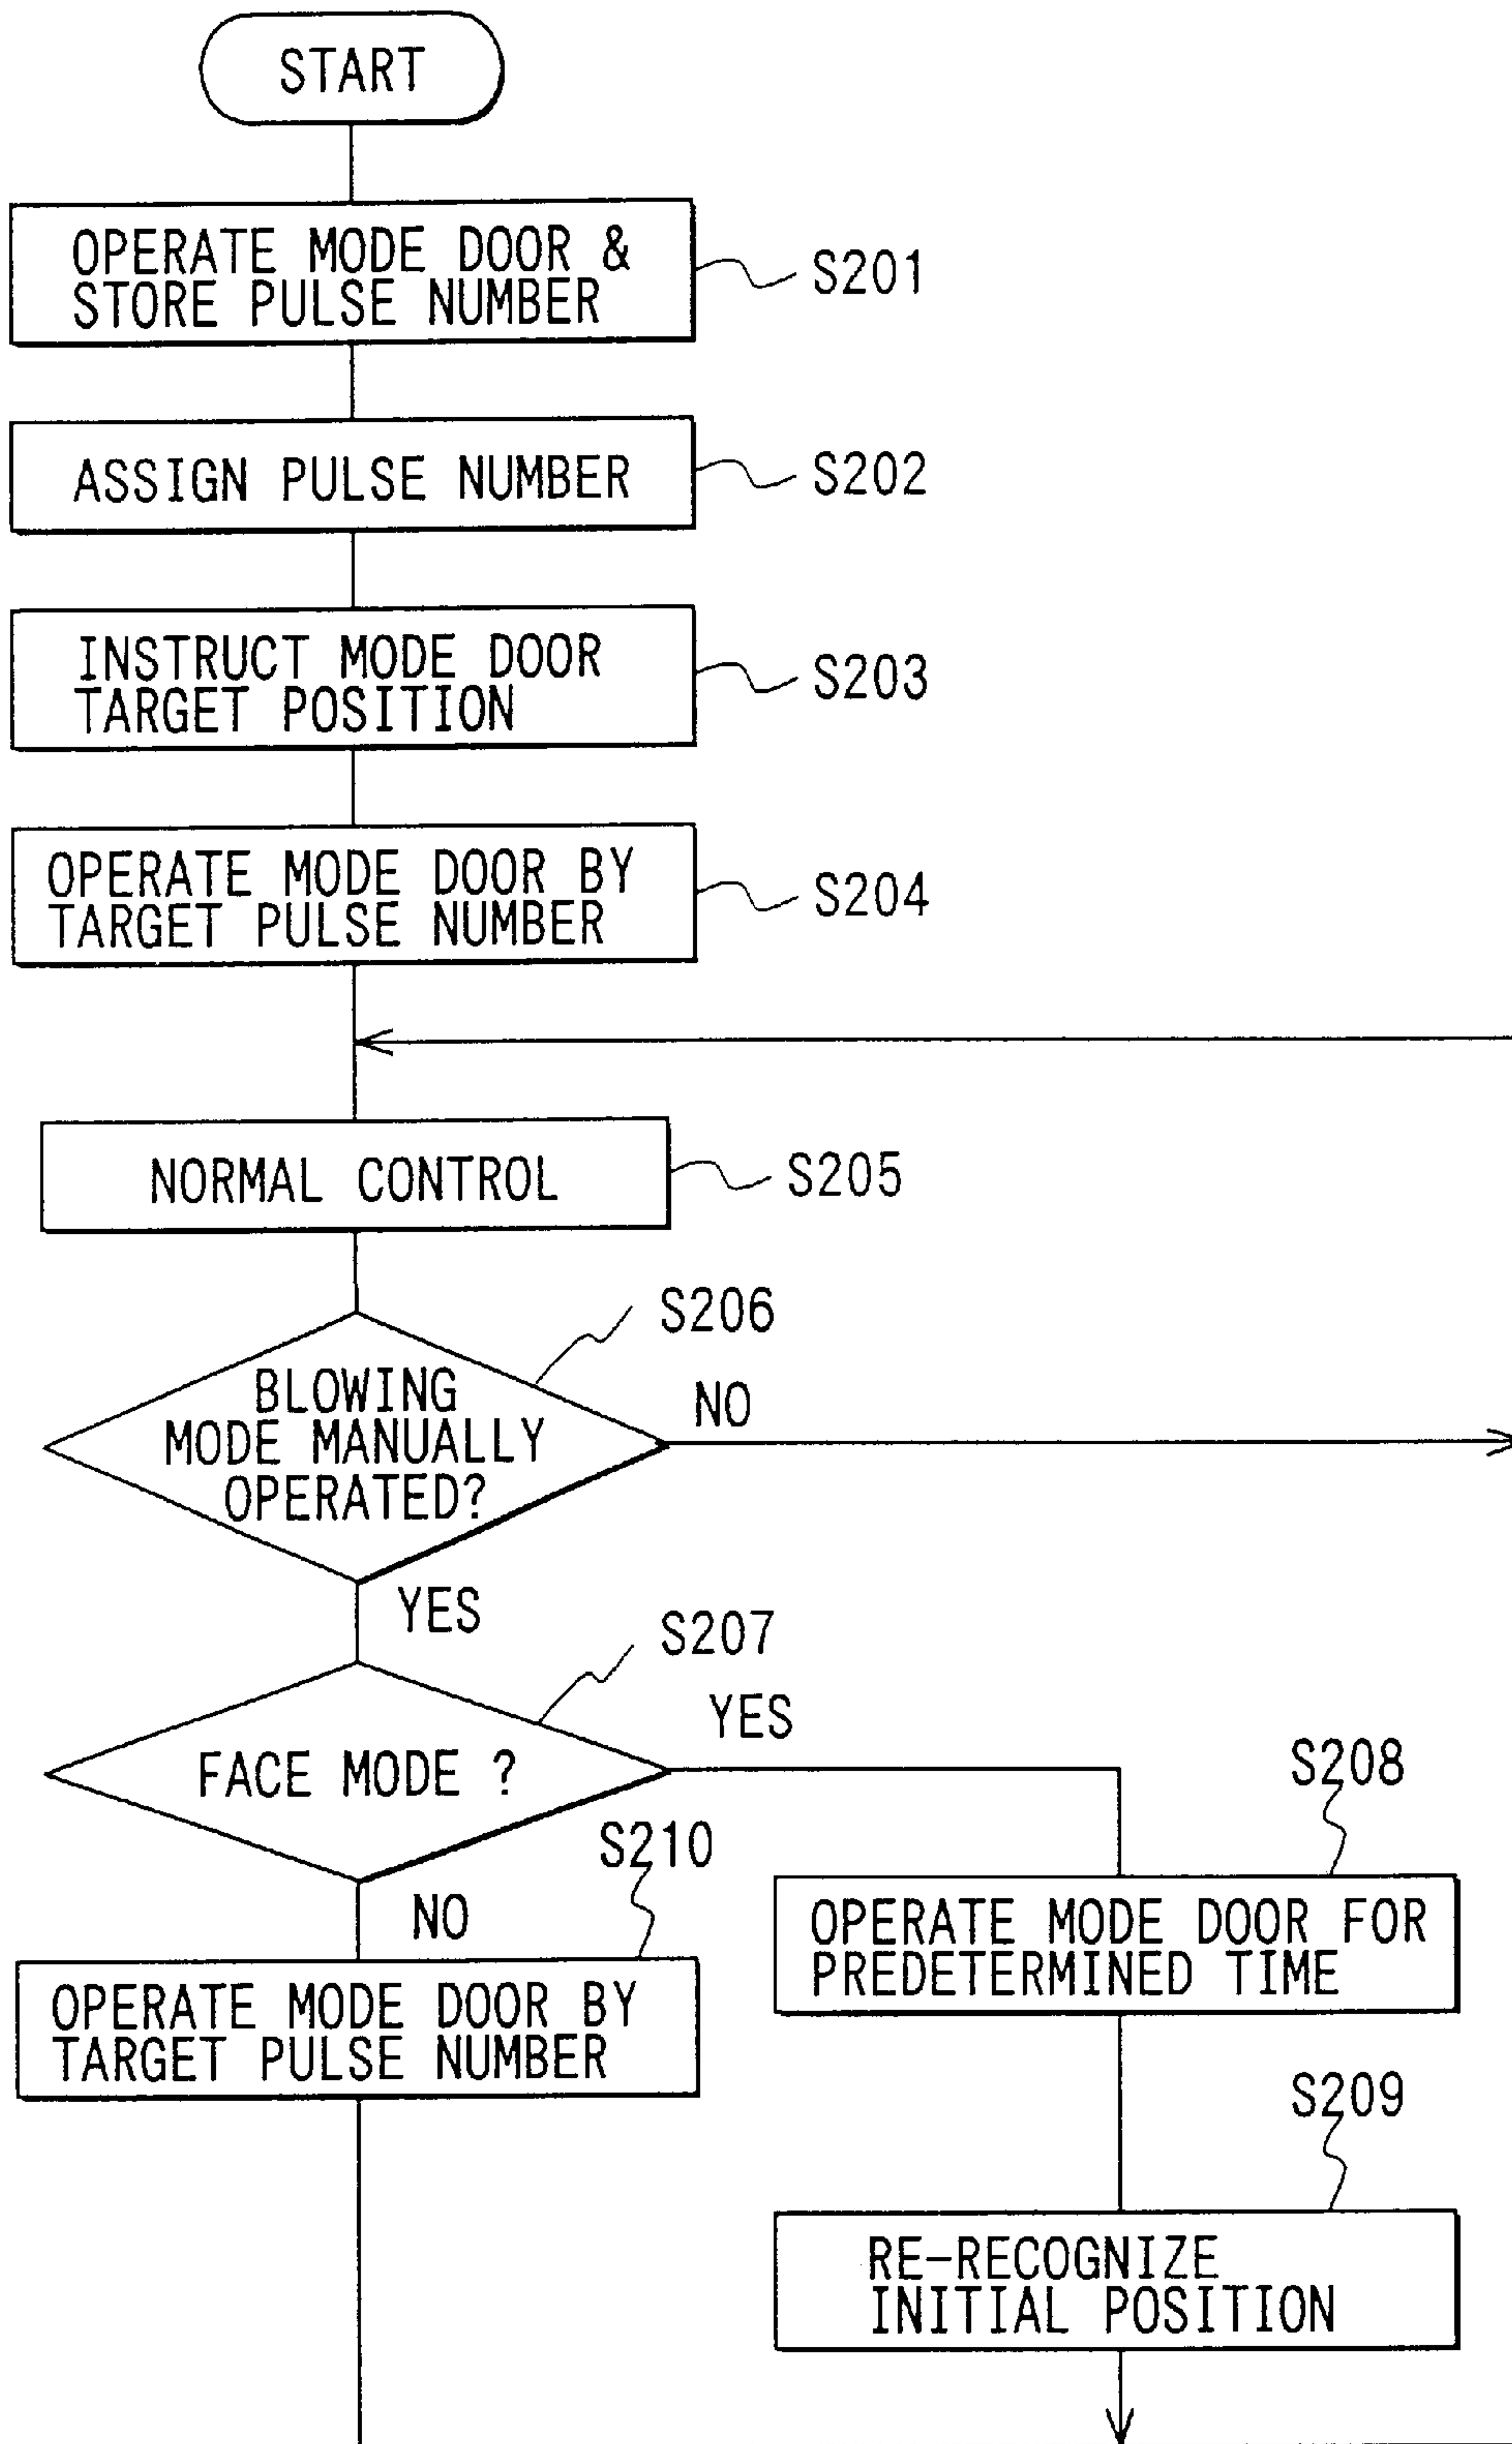 START
OPERATE MODE DOOR &
STORE PULSE NUMBER
S201
ASSIGN PULSE NUMBER
S202
INSTRUCT MODE DOOR
TARGET POSITION
S203
OPERATE MODE DOOR BY
TARGET PULSE NUMBER
S204
NORMAL CONTROL
S205
S206
BLOWING
MODE MANUALLY
OPERATED?
NO
YES
S207
FACE MODE ?
YES
S208
S210
NO
OPERATE MODE DOOR FOR
PREDETERMINED TIME
OPERATE MODE DOOR BY
TARGET PULSE NUMBER
S209
RE-RECOGNIZE
INITIAL POSITION